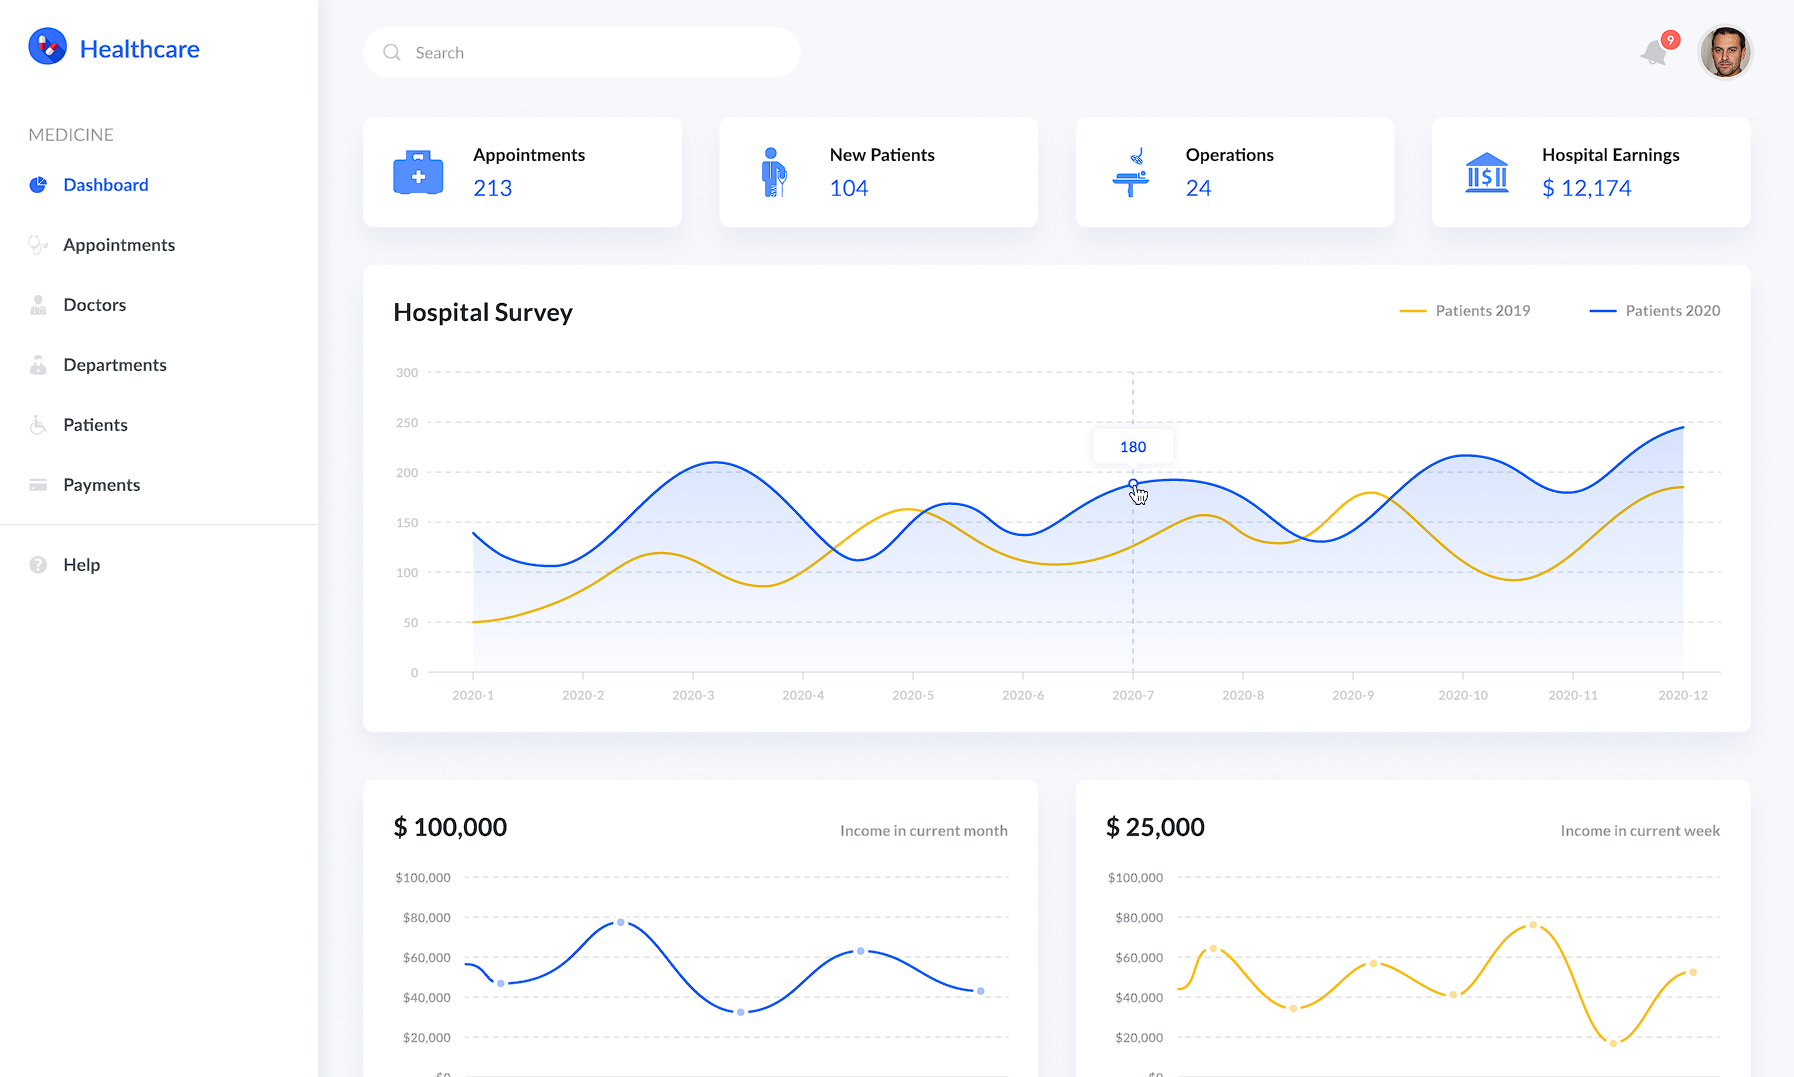 Healthcare
Search
9
MEDICINE
Dashboard
Appointments
Doctors
Departments
Patients
Payments
Help
Appointments
213
New Patients
104
Operations
24
Hospital Earnings
$ 12,174
Hospital Survey
Patients 2019
Patients 2020
300
250
200
150
100
50
0
180
2020-1 2020-2 2020-3 2020-4 2020-5 2020-6 2020-7 2020-8 2020-9 2020-10 2020-11 2020-12
$ 100,000
Income in current month
$100,000
$80,000
$60,000
$40,000
$20,000
$0
$ 25,000
Income in current week
$100,000
$80,000
$60,000
$40,000
$20,000
$0